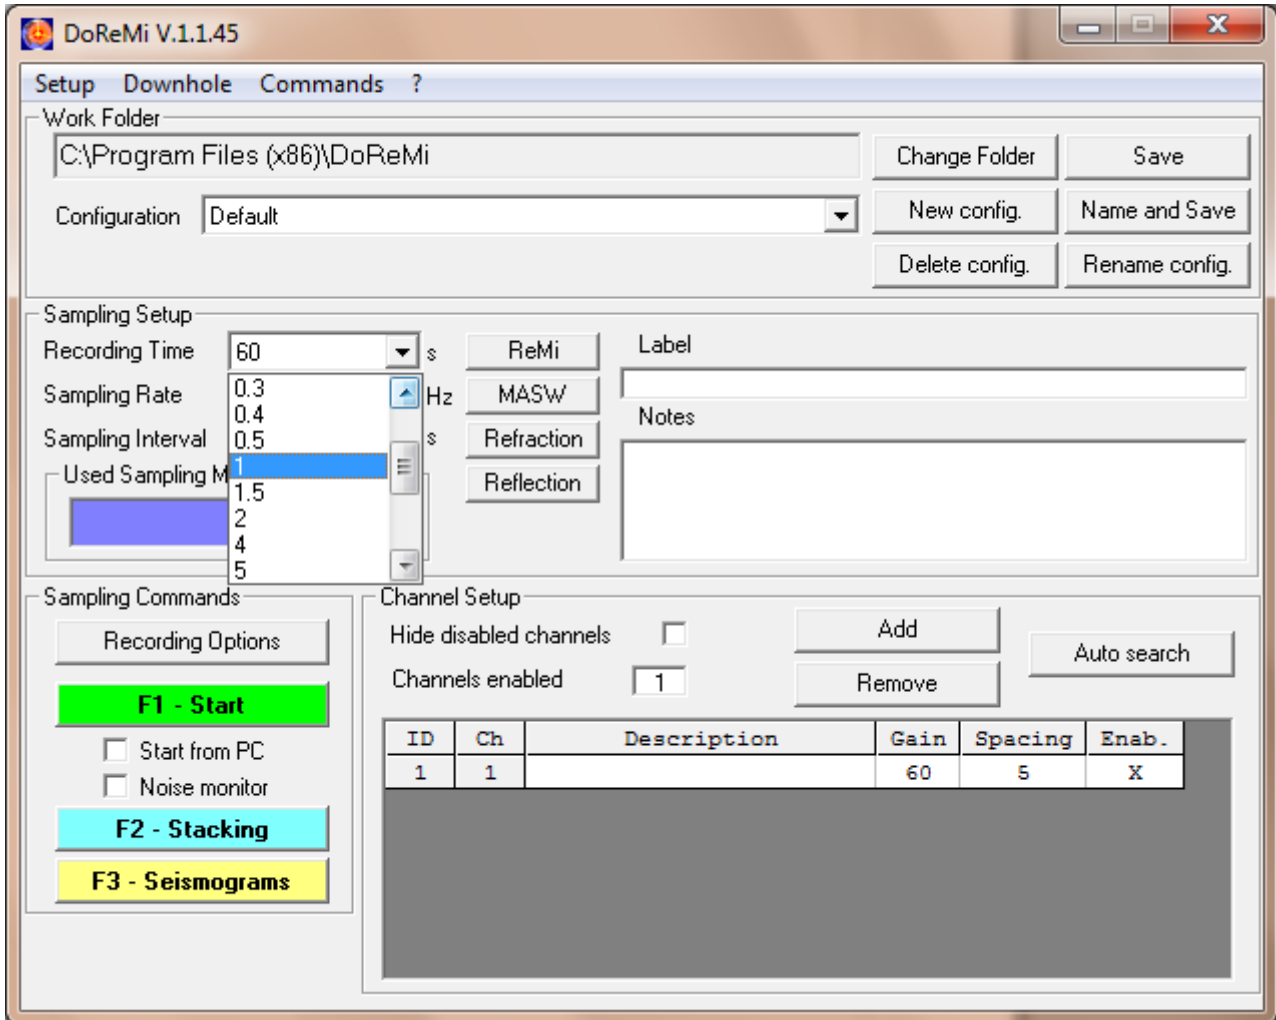 DoReMi V.1.1.45
Setup Downhole Commands ?
Work Folder
C:\Program Files (x86)\DoReMi
Change Folder
Save
Configuration
Default
New config.
Name and Save
Delete config.
Rename config.
Sampling Setup
Recording Time
60
s
ReMi
Label
Sampling Rate
Hz
MASW
Notes
Sampling Interval
s
Refraction
Used Sampling M
Reflection
0.3
0.4
0.5
1
1.5
2
4
5
Sampling Commands
Recording Options
F1 - Start
Start from PC
Noise monitor
F2 - Stacking
F3 - Seismograms
Channel Setup
Hide disabled channels
Add
Auto search
Channels enabled
1
Remove
ID Ch Description Gain Spacing Enab.
1 1 60 5 X